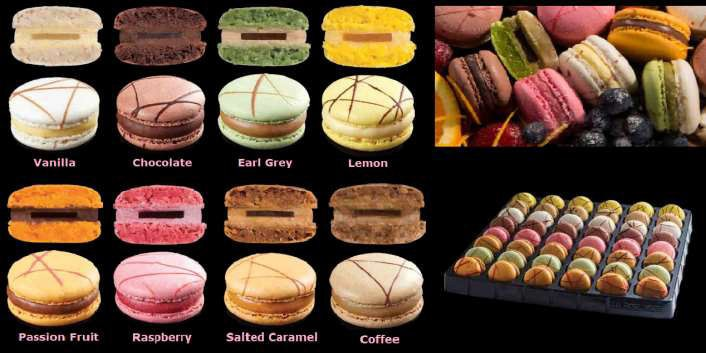 Vanilla
Chocolate
Earl Grey
Lemon
Passion Fruit
Raspberry
Salted Caramel
Coffee